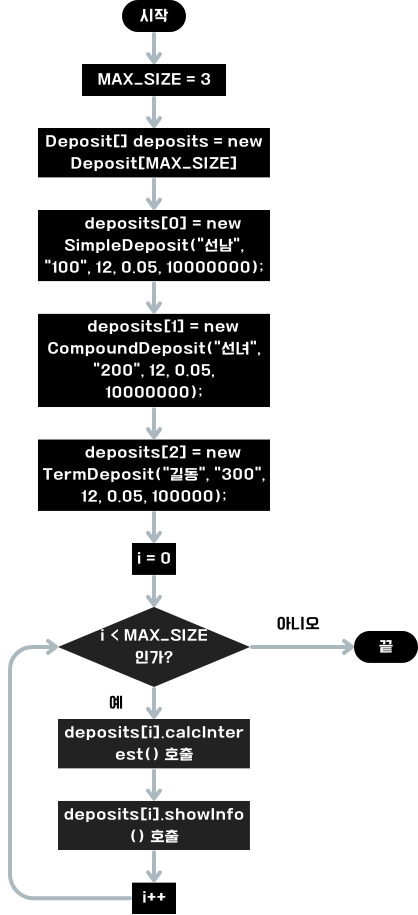 시작
MAX_SIZE = 3
Deposit[] deposits = new
Deposit[MAX_SIZE]
deposits[0] = new
SimpleDeposit("선남",
"100", 12, 0.05, 10000000);
deposits[1] = new
CompoundDeposit("선녀",
"200", 12, 0.05,
10000000);
deposits[2] = new
TermDeposit("길동", "300",
12, 0.05, 100000);
i = 0
i < MAX_SIZE
인가?
아니오
끝
예
deposits[i].calcInter
est() 호출
deposits[i].showInfo
() 호출
i++